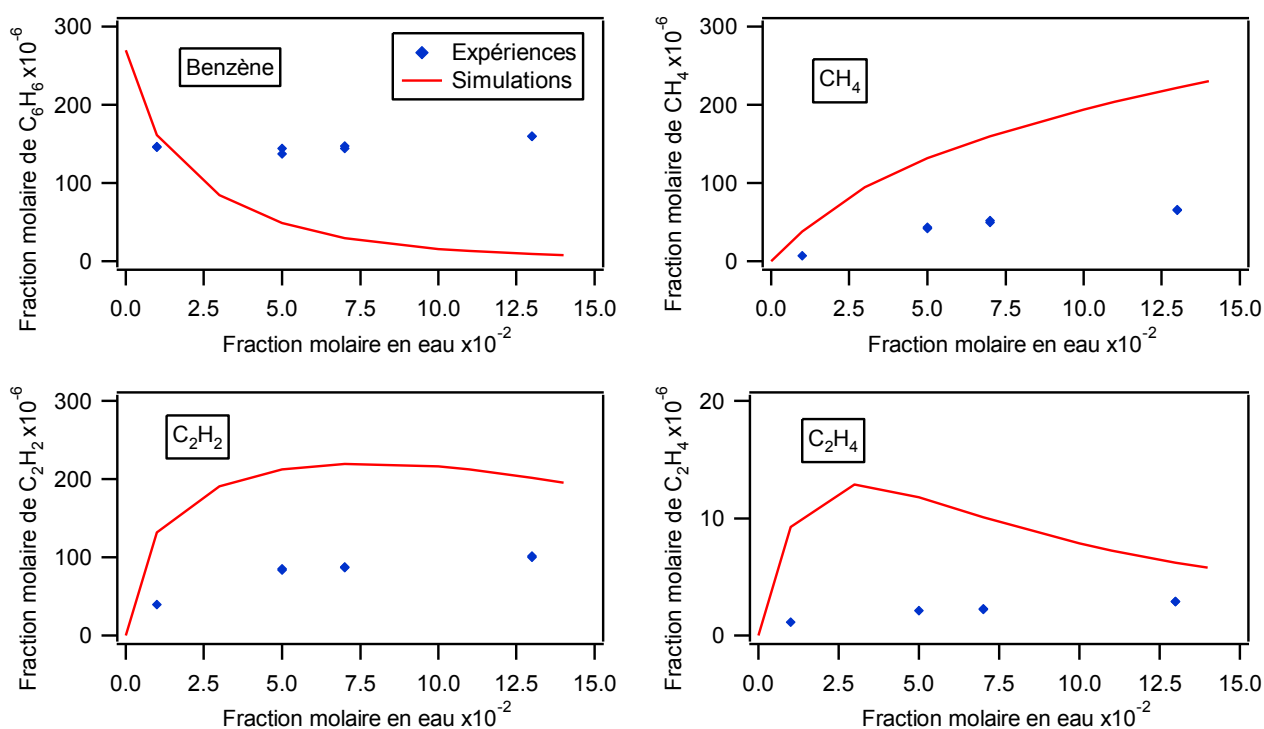 Fraction molaire de C6H6 x10-6
300
200
100
0
Benzène
Expériences
Simulations
0.0 2.5 5.0 7.5 10.0 12.5 15.0
Fraction molaire en eau x10-2
Fraction molaire de CH4 x10-6
300
200
100
0
CH4
0.0 2.5 5.0 7.5 10.0 12.5 15.0
Fraction molaire en eau x10-2
Fraction molaire de C2H2 x10-6
300
200
100
0
C2H2
0.0 2.5 5.0 7.5 10.0 12.5 15.0
Fraction molaire en eau x10-2
Fraction molaire de C2H4 x10-6
20
10
0
C2H4
0.0 2.5 5.0 7.5 10.0 12.5 15.0
Fraction molaire en eau x10-2